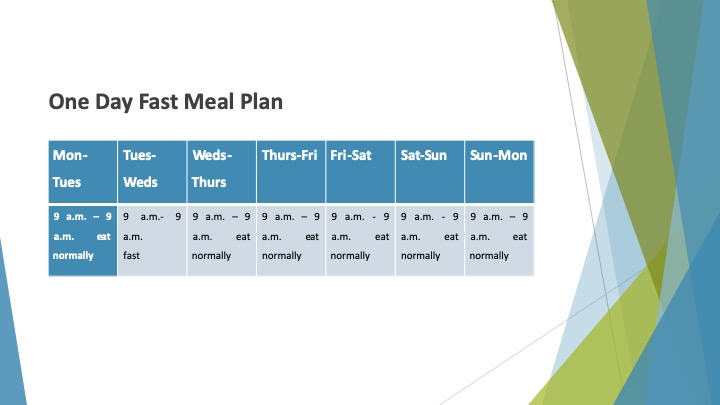 One Day Fast Meal Plan
Mon-
Tues
Tues-
Weds
Weds-
Thurs
Thurs-Fri
Fri-Sat
Sat-Sun
Sun-Mon
9 a.m. – 9
a.m. eat
normally
9 a.m.- 9
a.m.
fast
9 a.m. – 9
a.m. eat
normally
9 a.m. – 9
a.m. eat
normally
9 a.m. - 9
a.m. eat
normally
9 a.m. - 9
a.m. eat
normally
9 a.m. – 9
a.m. eat
normally